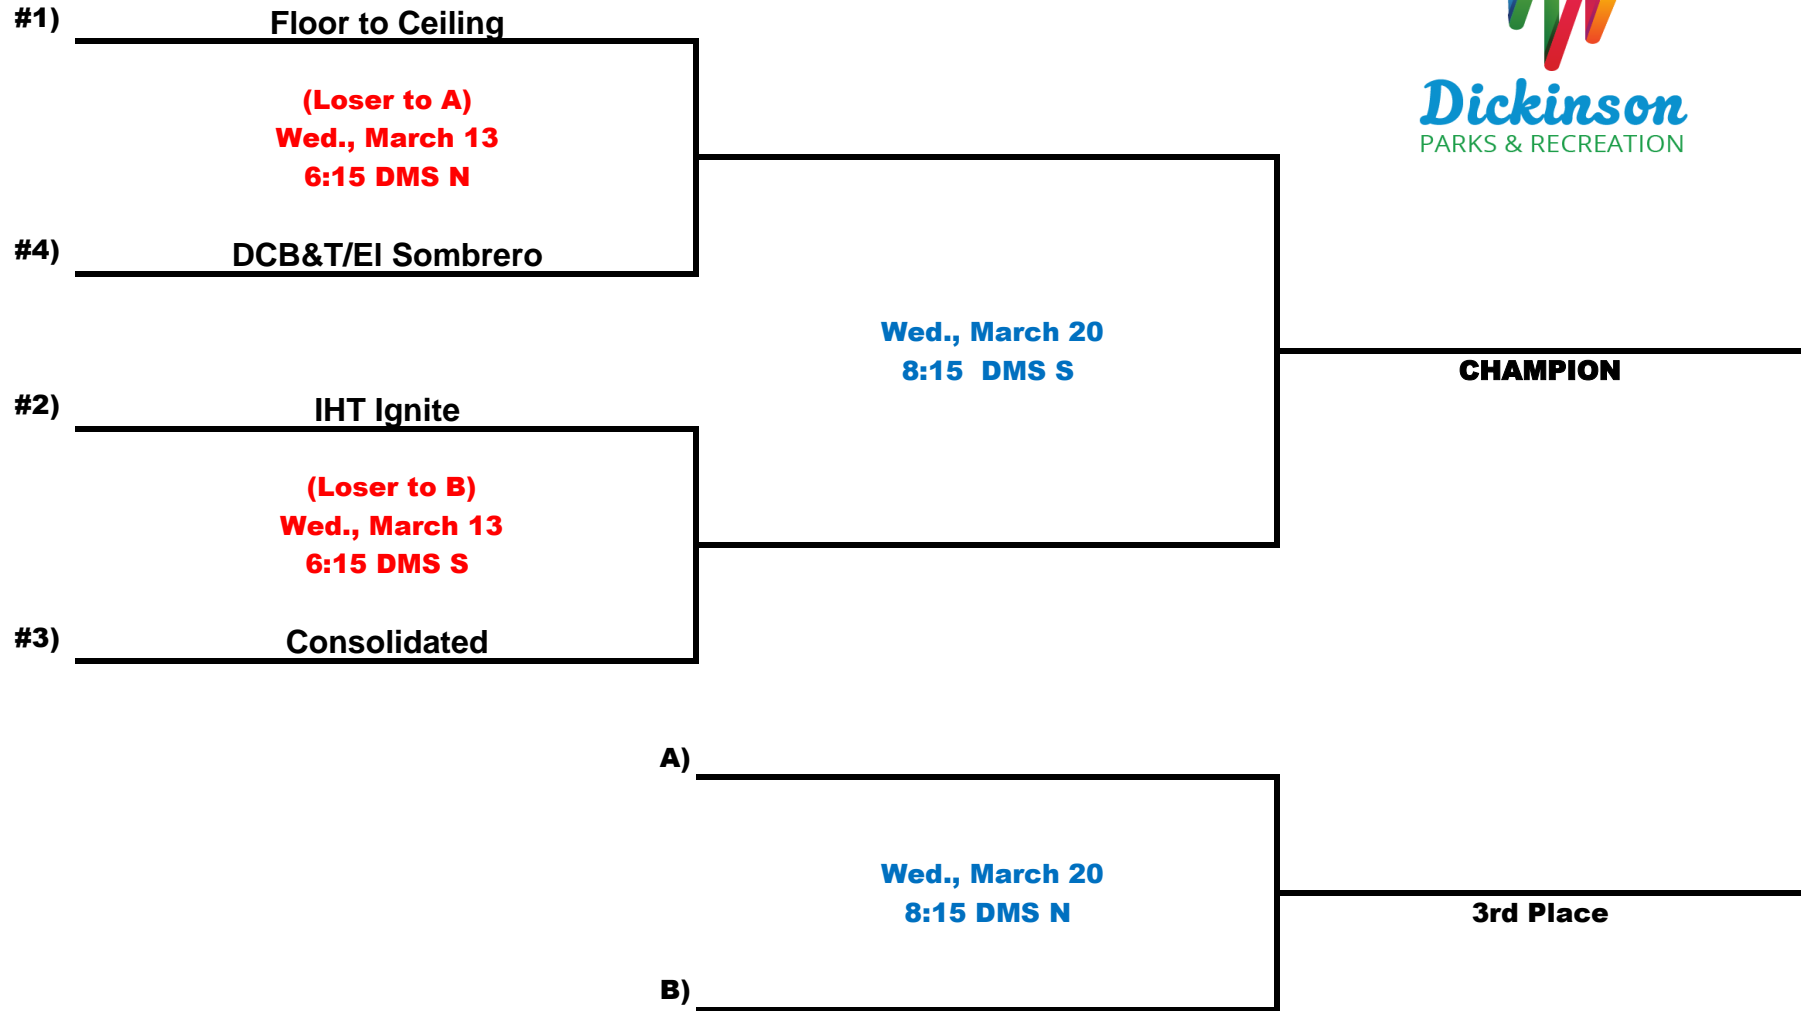 #1)
Floor to Ceiling
(Loser to A)
Wed., March 13
6:15 DMS N
Dickinson
PARKS & RECREATION
#4)
DCB&T/El Sombrero
Wed., March 20
8:15 DMS S
CHAMPION
#2)
IHT Ignite
(Loser to B)
Wed., March 13
6:15 DMS S
#3)
Consolidated
A)
Wed., March 20
8:15 DMS N
3rd Place
B)